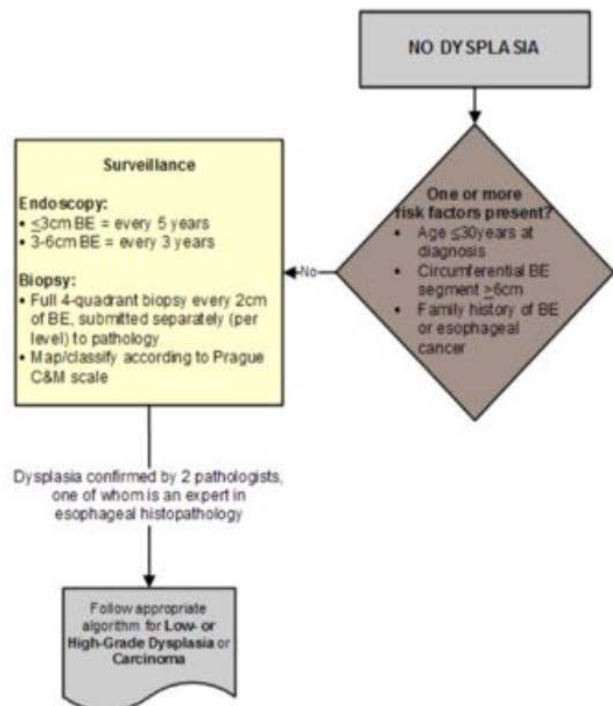 NO DYSPLASIA
One or more
risk factors present?
• Age ≤30years at
diagnosis
• Circumferential BE
segment ≥6cm
• Family history of BE
or esophageal
cancer
No
Surveillance
Endoscopy:
• ≤3cm BE = every 5 years
• 3-6cm BE = every 3 years
Biopsy:
• Full 4-quadrant biopsy every 2cm
of BE, submitted separately (per
level) to pathology
• Map/classify according to Prague
C&M scale
Dysplasia confirmed by 2 pathologists,
one of whom is an expert in
esophageal histopathology
Follow appropriate
algorithm for Low- or
High-Grade Dysplasia or
Carcinoma